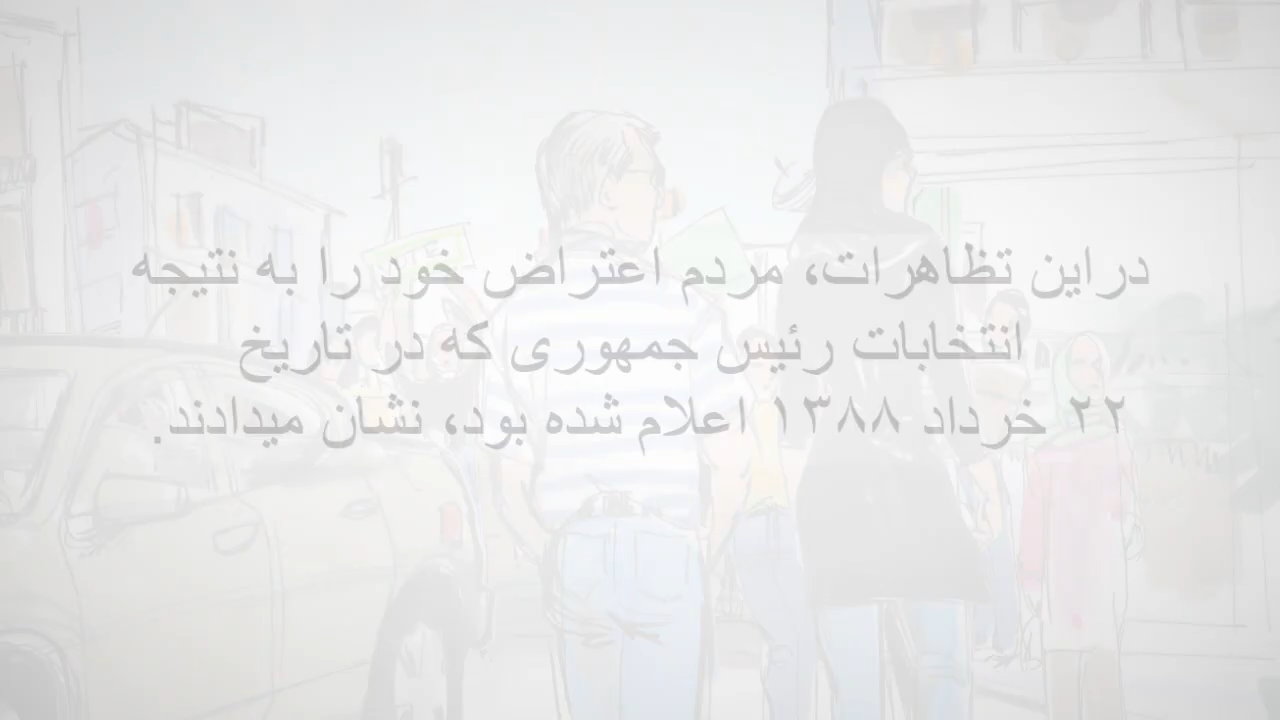 دراین تظاهرات، مردم اعتراض خود را به نتیجه
انتخابات رئیس جمهوری که در تاریخ
۲۲ خرداد ۱۳۸۸ اعلام شده بود، نشان میدادند.